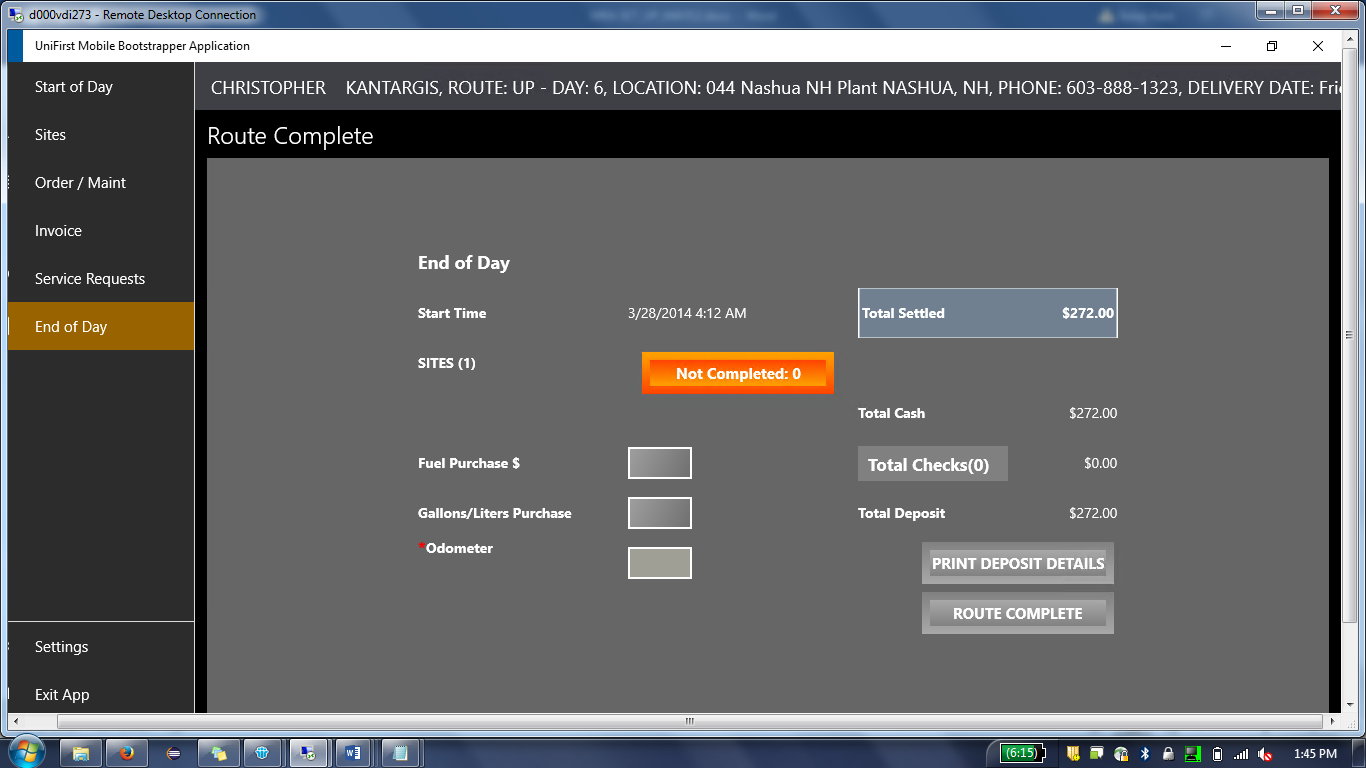 d000vdi273 - Remote Desktop Connection
UniFirst Mobile Bootstrapper Application
CHRISTOPHER KANTARGIS, ROUTE: UP - DAY: 6, LOCATION: 044 Nashua NH Plant NASHUA, NH, PHONE: 603-888-1323, DELIVERY DATE: Frie
Start of Day
Sites
Order / Maint
Invoice
Service Requests
End of Day
Settings
Exit App
Route Complete
End of Day
Start Time 3/28/2014 4:12 AM Total Settled $272.00
SITES (1) Not Completed: 0
Total Cash $272.00
Fuel Purchase $ Total Checks(0) $0.00
Gallons/Liters Purchase Total Deposit $272.00
*Odometer
PRINT DEPOSIT DETAILS
ROUTE COMPLETE
(6:15) 1:45 PM